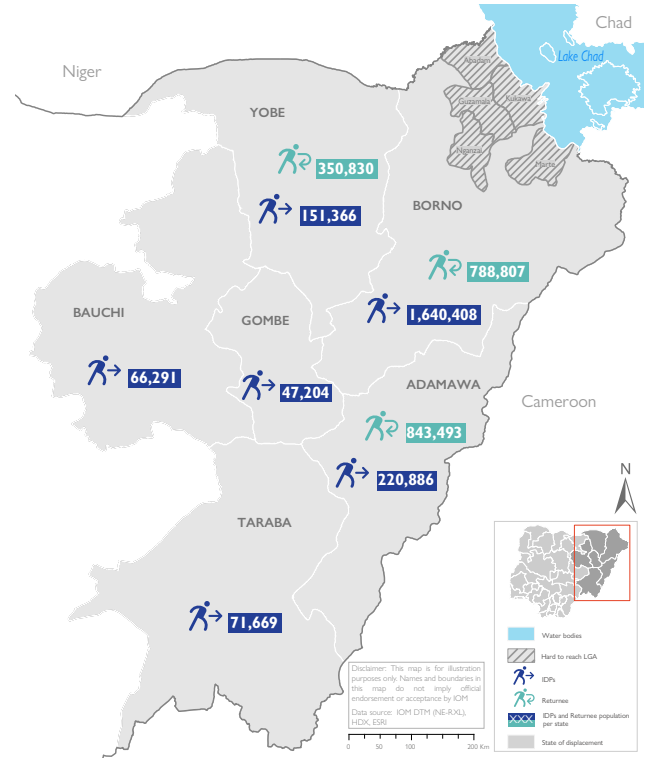 Chad
Niger
Lake Chad
Abadam
Kukawa
Guzamala
Nganzai
Marte
YOBE
350,830
151,366
BORNO
788,807
1,640,408
BAUCHI
GOMBE
66,291
47,204
ADAMAWA
Cameroon
843,493
220,886
N
TARABA
71,669
Disclaimer: This map is for illustration
purposes only. Names and boundaries in
this map do not imply official
endorsement or acceptance by IOM
Data source: IOM DTM (NE-RXL),
HDX, ESRI
0 50 100 200 Km
Water bodies
Hard to reach LGA
IDPs
Returnee
IDPs and Returnee population
per state
State of displacement